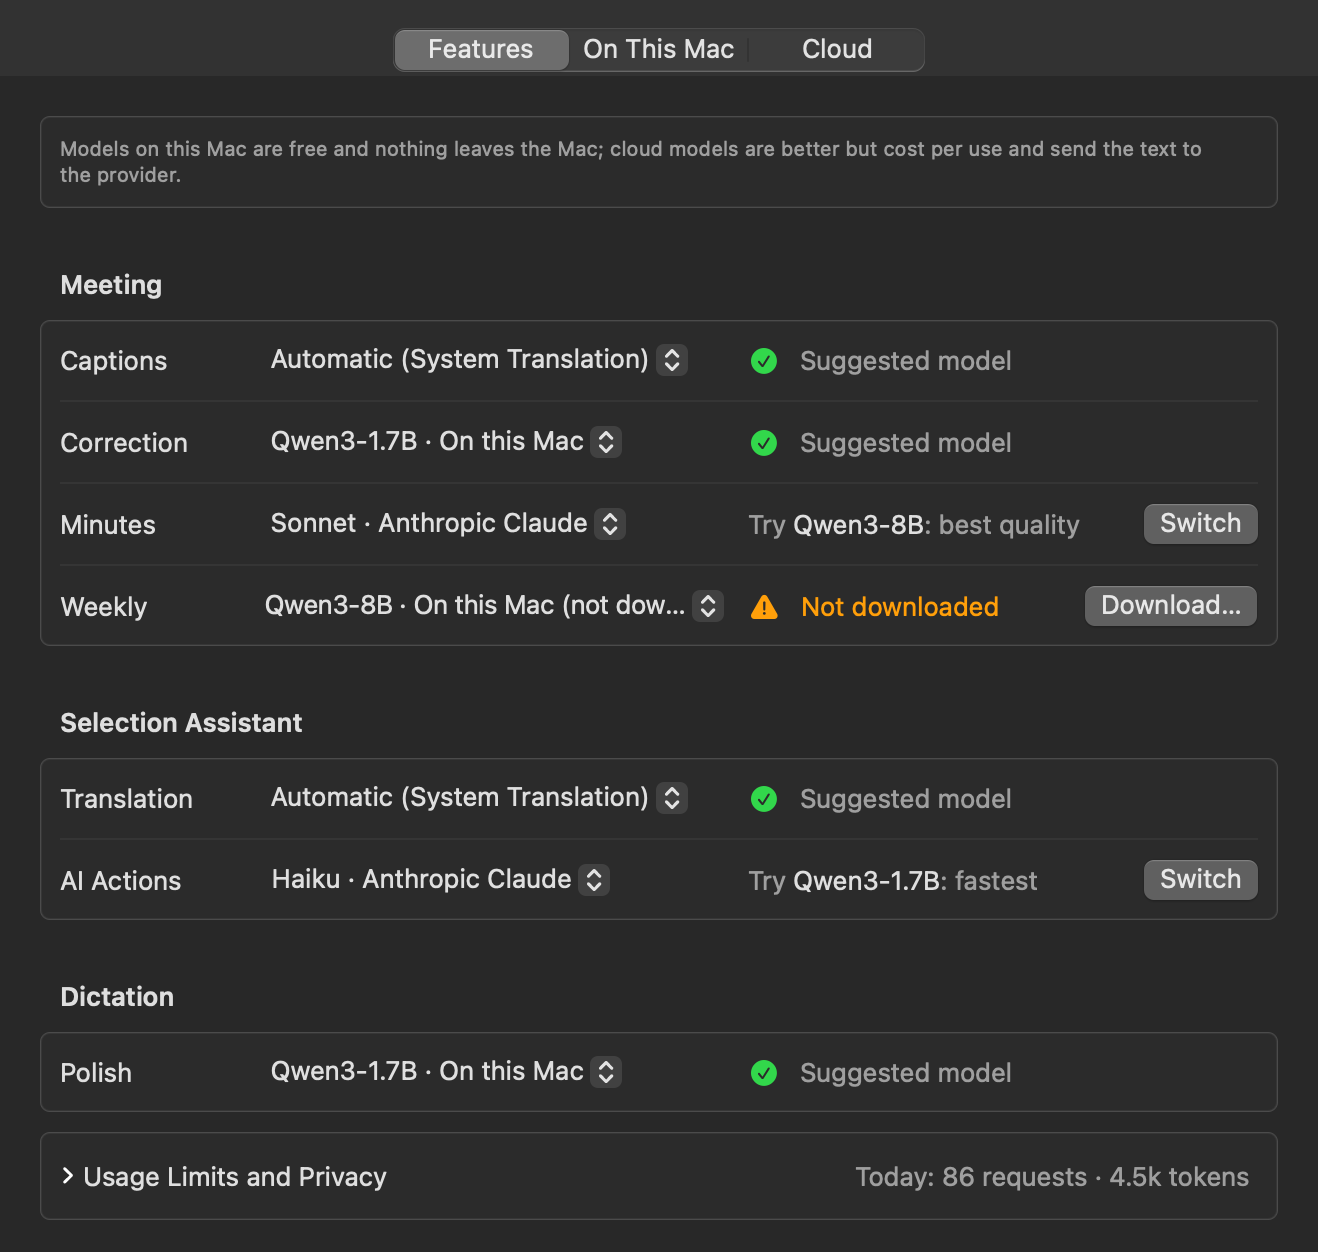 Features On This Mac Cloud
Models on this Mac are free and nothing leaves the Mac; cloud models are better but cost per use and send the text to
the provider.
Meeting
Captions Automatic (System Translation) Suggested model
Correction Qwen3-1.7B · On this Mac Suggested model
Minutes Sonnet · Anthropic Claude Try Qwen3-8B: best quality Switch
Weekly Qwen3-8B · On this Mac (not dow... Not downloaded Download...
Selection Assistant
Translation Automatic (System Translation) Suggested model
AI Actions Haiku · Anthropic Claude Try Qwen3-1.7B: fastest Switch
Dictation
Polish Qwen3-1.7B · On this Mac Suggested model
Usage Limits and Privacy Today: 86 requests · 4.5k tokens